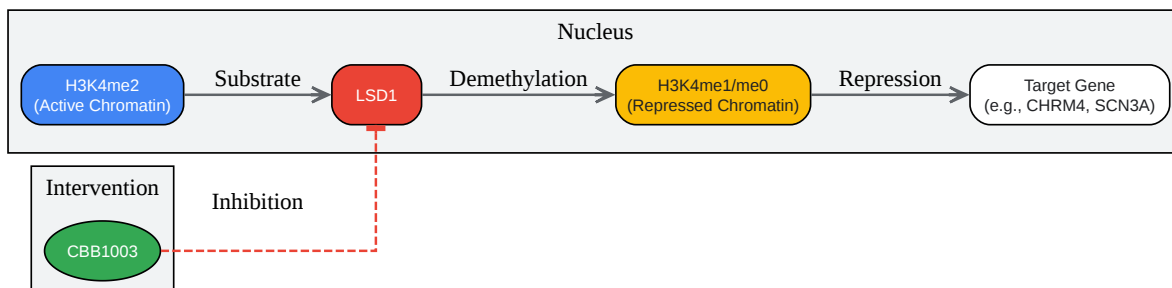 Nucleus
H3K4me2
(Active Chromatin)
Substrate
LSD1
Demethylation
H3K4me1/me0
(Repressed Chromatin)
Repression
Target Gene
(e.g., CHRM4, SCN3A)
Intervention
Inhibition
CBB1003